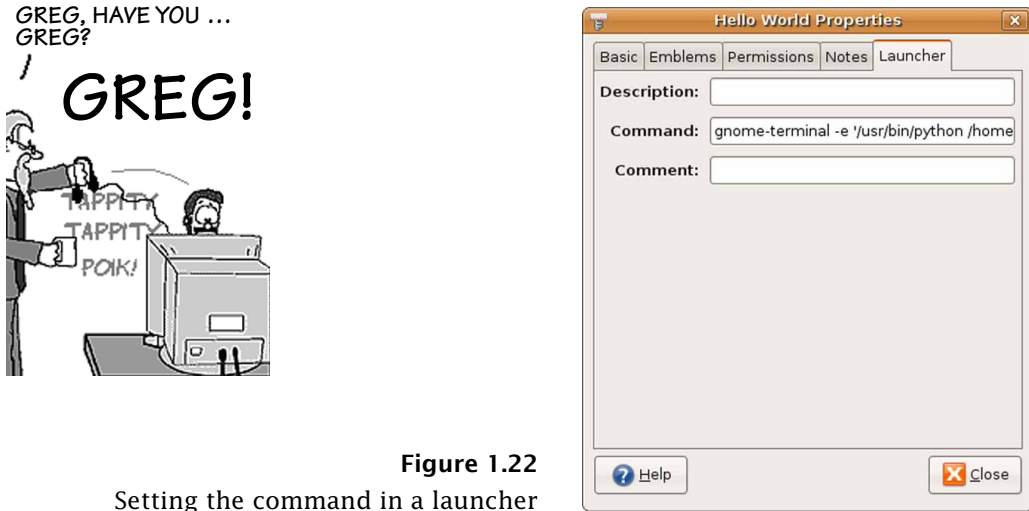 GREG, HAVE YOU ...
GREG?
GREG!
TAPPITY
TAPPITY
POIK!
Figure 1.22
Setting the command in a launcher
Hello World Properties
Basic Emblems Permissions Notes Launcher
Description:
Command: gnome-terminal -e '/usr/bin/python /home
Comment:
Help Close